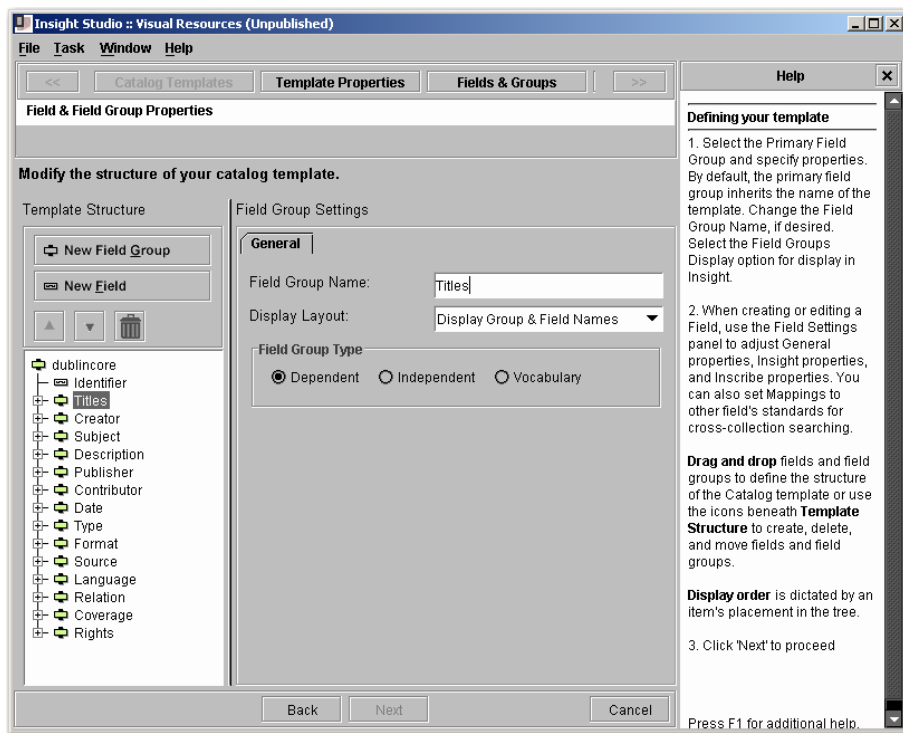 Insight Studio :: Visual Resources (Unpublished)
File Task Window Help
<< Catalog Templates Template Properties Fields & Groups >>
Field & Field Group Properties
Modify the structure of your catalog template.
Template Structure
New Field Group
New Field
dublincore
Identifier
Titles
Creator
Subject
Description
Publisher
Contributor
Date
Type
Format
Source
Language
Relation
Coverage
Rights
Field Group Settings
General
Field Group Name: Titles
Display Layout: Display Group & Field Names
Field Group Type
Dependent Independent Vocabulary
Back Next Cancel
Help
Defining your template
1. Select the Primary Field
Group and specify properties.
By default, the primary field
group inherits the name of the
template. Change the Field
Group Name, if desired.
Select the Field Groups
Display option for display in
Insight.
2. When creating or editing a
Field, use the Field Settings
panel to adjust General
properties, Insight properties,
and Inscribe properties. You
can also set Mappings to
other field's standards for
cross-collection searching.
Drag and drop fields and field
groups to define the structure
of the Catalog template or use
the icons beneath Template
Structure to create, delete,
and move fields and field
groups.
Display order is dictated by an
item's placement in the tree.
3. Click 'Next' to proceed
Press F1 for additional help.